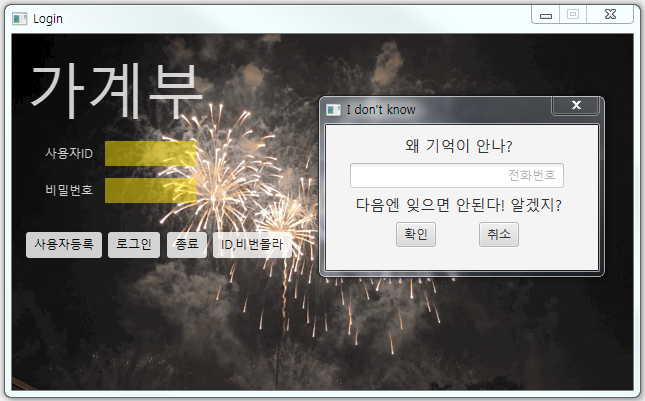 Login
가계부
사용자ID
비밀번호
사용자등록 로그인 종료 ID,비번몰라
I don't know
왜 기억이 안나?
전화번호
다음엔 잊으면 안된다! 알겠지?
확인 취소